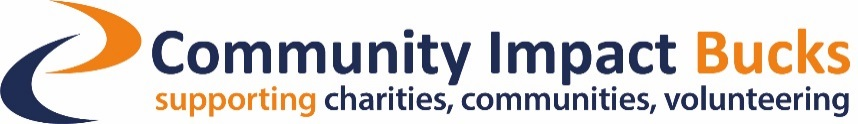 Community Impact Bucks
supporting charities, communities, volunteering